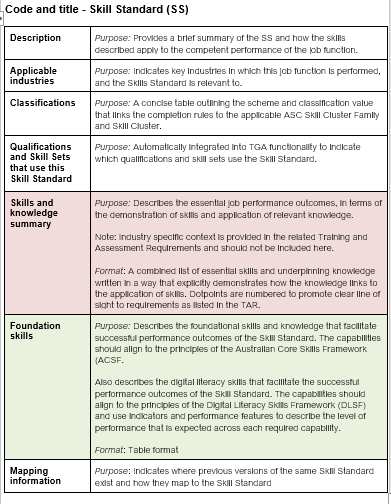 Code and title - Skill Standard (SS)
Description
Purpose: Provides a brief summary of the SS and how the skills
described apply to the competent performance of the job function.
Applicable
industries
Purpose: Indicates key industries in which this job function is performed,
and the Skills Standard is relevant to.
Classifications
Purpose: A concise table outlining the scheme and classification value
that links the completion rules to the applicable ASC Skill Cluster Family
and Skill Cluster.
Qualifications
and Skill Sets
that use this
Skill Standard
Purpose: Automatically integrated into TGA functionality to indicate
which qualifications and skill sets use the Skill Standard.
Skills and
knowledge
summary
Purpose: Describes the essential job performance outcomes, in terms of
the demonstration of skills and application of relevant knowledge.
Note: Industry specific context is provided in the related Training and
Assessment Requirements and should not be included here.
Format: A combined list of essential skills and underpinning knowledge
written in a way that explicitly demonstrates how the knowledge links to
the application of skills. Dotpoints are numbered to promote clear line of
sight to requirements as listed in the TAR.
Foundation
skills
Purpose: Describes the foundational skills and knowledge that facilitate
successful performance outcomes of the Skill Standard. The capabilities
should align to the principles of the Australian Core Skills Framework
(ACSF.
Also describes the digital literacy skills that facilitate the successful
performance outcomes of the Skill Standard. The capabilities should
align to the principles of the Digital Literacy Skills Framework (DLSF)
and use indicators and performance features to describe the level of
performance that is expected across each required capability.
Format: Table format
Mapping
information
Purpose: Indicates where previous versions of the same Skill Standard
exist and how they map to the Skill Standard